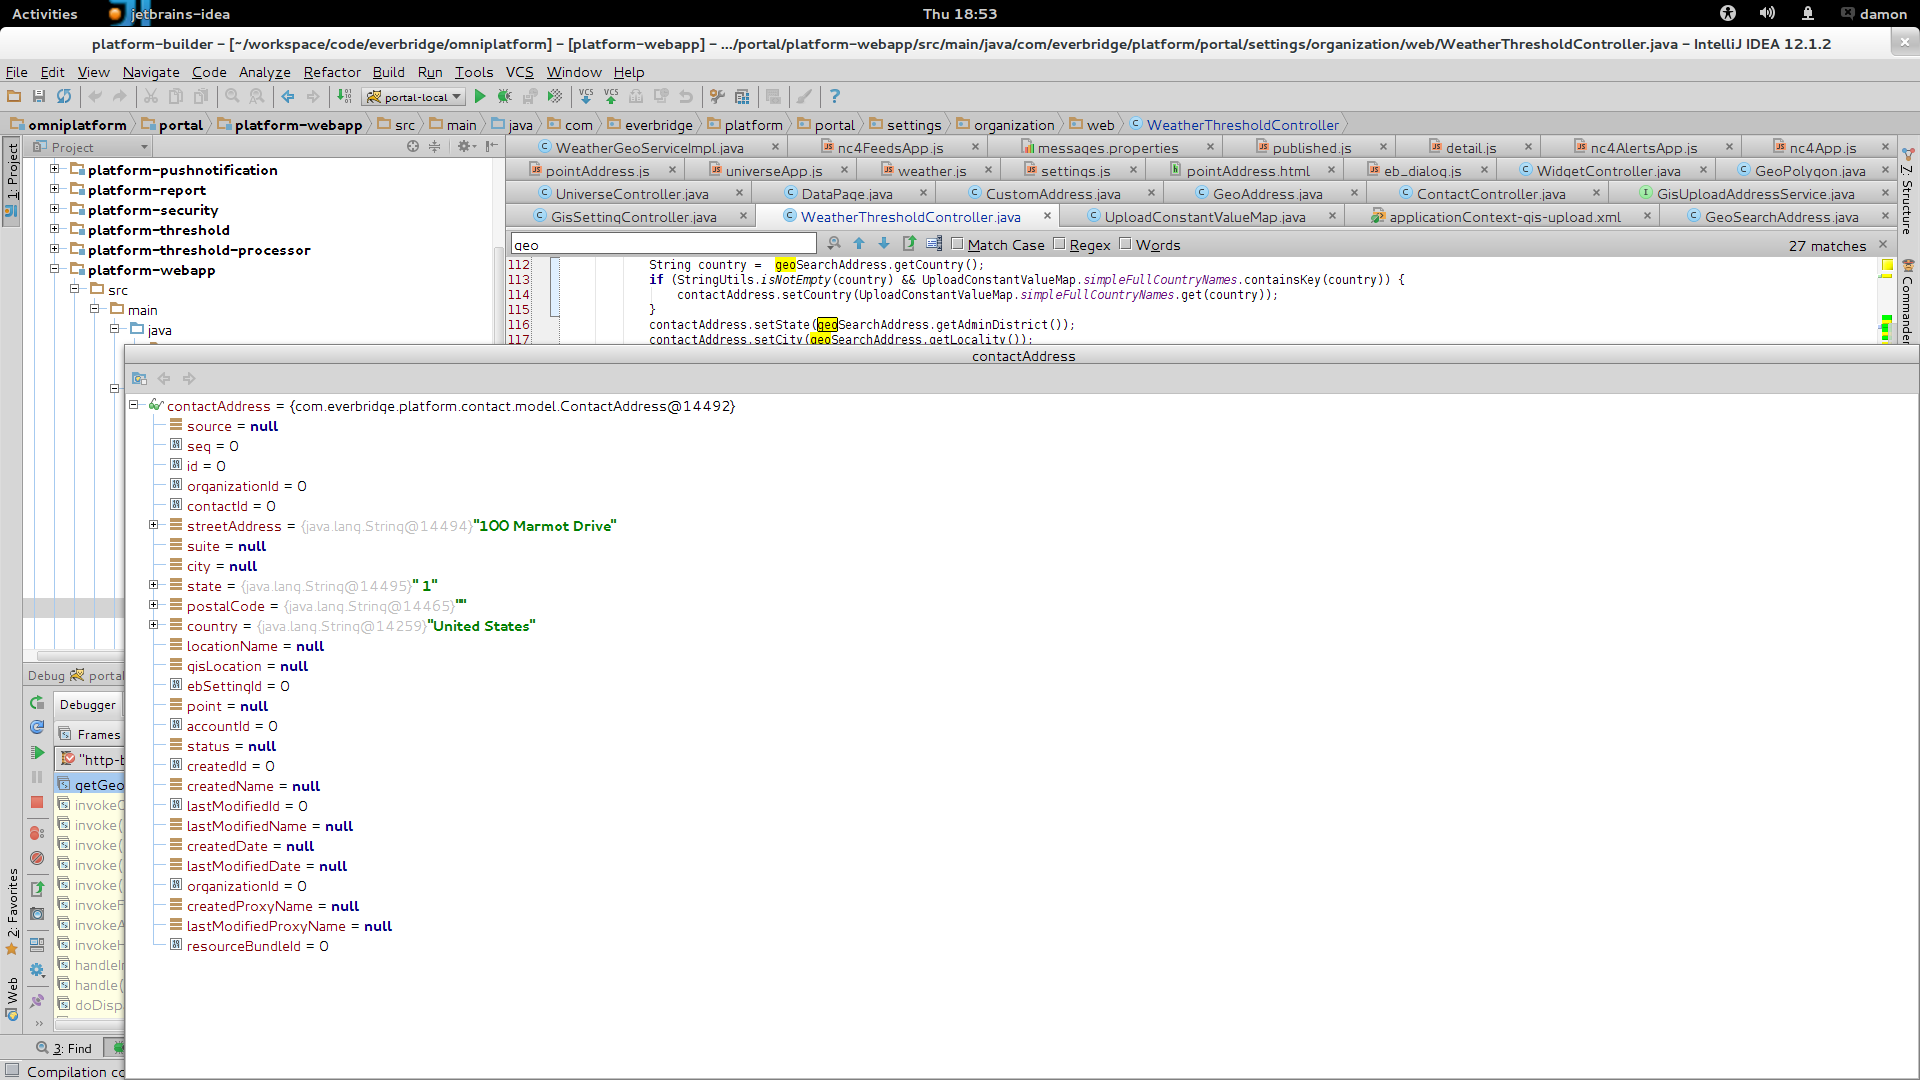 Activities jetbrains-idea Thu 18:53 damon
platform-builder – [~/workspace/code/everbridge/omniplatform] – [platform-webapp] – .../portal/platform-webapp/src/main/java/com/everbridge/platform/portal/settings/organization/web/WeatherThresholdController.java – IntelliJ IDEA 12.1.2
File Edit View Navigate Code Analyze Refactor Build Run Tools VCS Window Help
portal-local
omniplatform portal platform-webapp src main java com everbridge platform portal settings organization web WeatherThresholdController
1: Project
Project
WeatherGeoServiceImpl.java nc4FeedsApp.js messages.properties published.js detail.js nc4AlertsApp.js nc4App.js
pointAddress.js universeApp.js weather.js settings.js pointAddress.html eb_dialog.js WidgetController.java GeoPolygon.java
UniverseController.java DataPage.java CustomAddress.java GeoAddress.java ContactController.java GisUploadAddressService.java
GisSettingController.java WeatherThresholdController.java UploadConstantValueMap.java applicationContext-gis-upload.xml GeoSearchAddress.java
geo Match Case Regex Words 27 matches
platform-pushnotification
platform-report
platform-security
platform-threshold
platform-threshold-processor
platform-webapp
src
main
java
112 String country = geoSearchAddress.getCountry();
113 if (StringUtils.isNotEmpty(country) && UploadConstantValueMap.simpleFullCountryNames.containsKey(country)) {
114 contactAddress.setCountry(UploadConstantValueMap.simpleFullCountryNames.get(country));
115 }
116 contactAddress.setState(geoSearchAddress.getAdminDistrict());
117 contactAddress.setCity(geoSearchAddress.getLocality());
7: Structure
Commander
contactAddress
contactAddress = {com.everbridge.platform.contact.model.ContactAddress@14492}
source = null
seq = 0
id = 0
organizationId = 0
contactId = 0
streetAddress = {java.lang.String@14494}"100 Marmot Drive"
suite = null
city = null
state = {java.lang.String@14495}" 1"
postalCode = {java.lang.String@14465}""
country = {java.lang.String@14259}"United States"
locationName = null
gisLocation = null
ebSettingId = 0
point = null
accountId = 0
status = null
createdId = 0
createdName = null
lastModifiedId = 0
lastModifiedName = null
createdDate = null
lastModifiedDate = null
organizationId = 0
createdProxyName = null
lastModifiedProxyName = null
resourceBundleId = 0
Debug portal
Debugger
Frames
"http-b
getGeo
invokeC
invoke(
invoke(
invoke(
invoke(
invokeF
invokeA
invokeH
handleIn
handle(
doDisp
2: Favorites
Web
3: Find
Compilation co